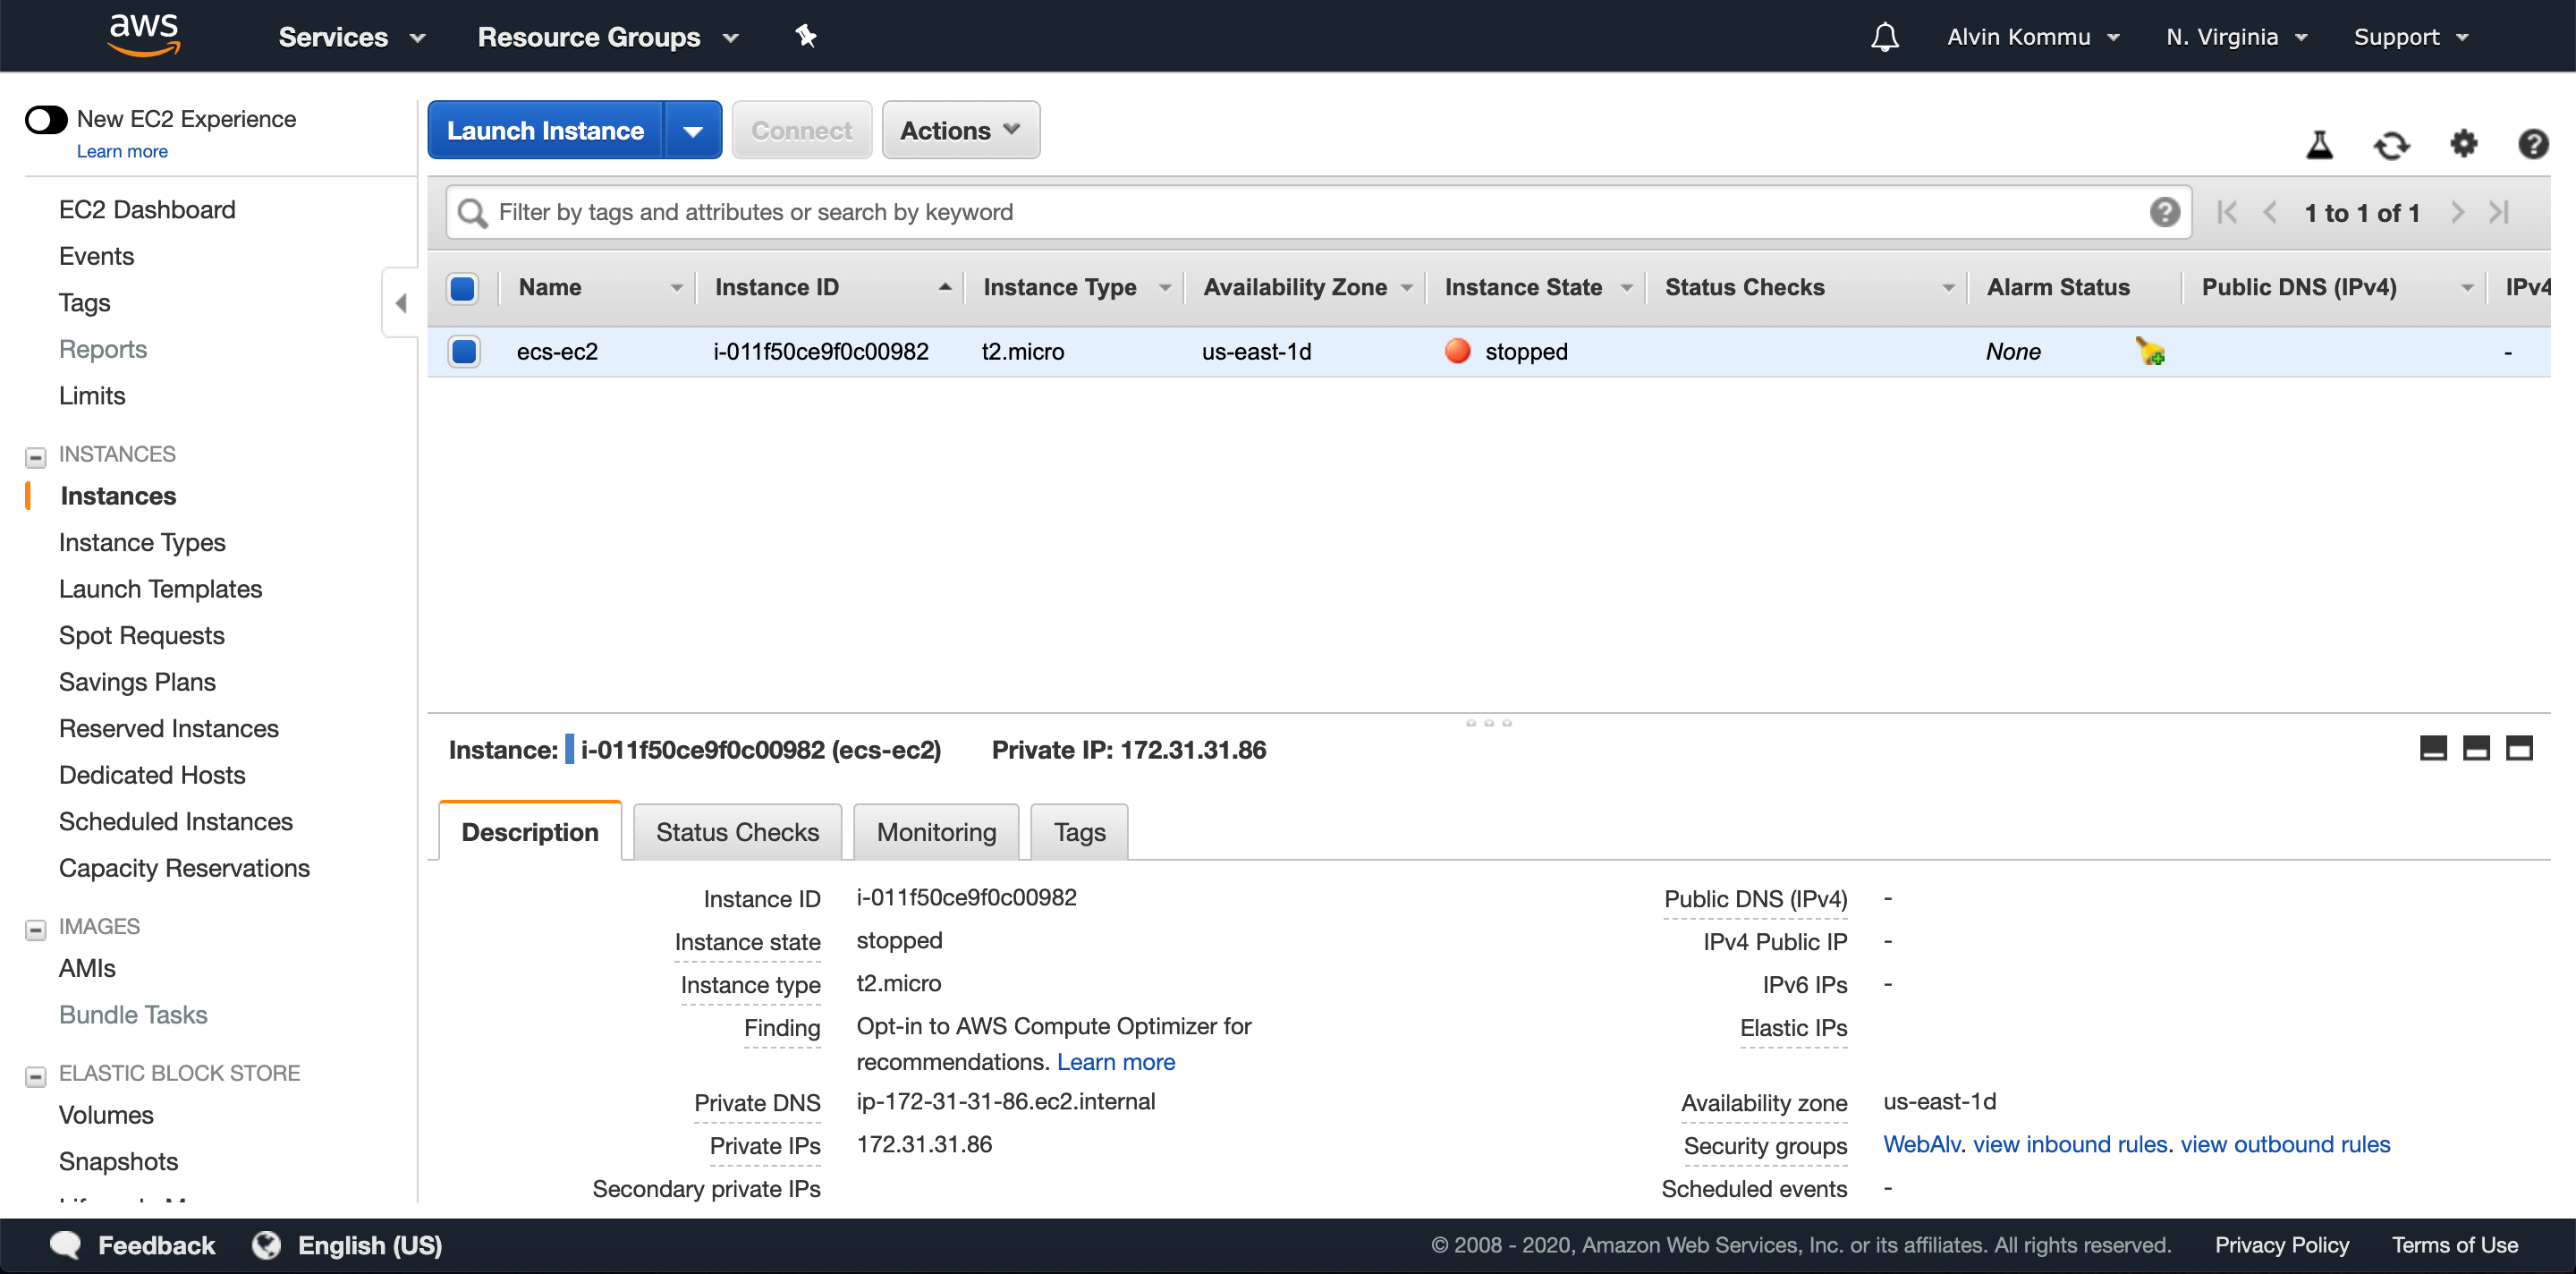 aws Services Resource Groups Alvin Kommu N. Virginia Support
New EC2 Experience
Learn more
EC2 Dashboard
Events
Tags
Reports
Limits
INSTANCES
Instances
Instance Types
Launch Templates
Spot Requests
Savings Plans
Reserved Instances
Dedicated Hosts
Scheduled Instances
Capacity Reservations
IMAGES
AMIs
Bundle Tasks
ELASTIC BLOCK STORE
Volumes
Snapshots
Launch Instance Connect Actions
Filter by tags and attributes or search by keyword 1 to 1 of 1
Name Instance ID Instance Type Availability Zone Instance State Status Checks Alarm Status Public DNS (IPv4) IPv4
ecs-ec2 i-011f50ce9f0c00982 t2.micro us-east-1d stopped None -
Instance: i-011f50ce9f0c00982 (ecs-ec2) Private IP: 172.31.31.86
Description Status Checks Monitoring Tags
Instance ID i-011f50ce9f0c00982 Public DNS (IPv4) -
Instance state stopped IPv4 Public IP -
Instance type t2.micro IPv6 IPs -
Finding Opt-in to AWS Compute Optimizer for Elastic IPs
recommendations. Learn more
Private DNS ip-172-31-31-86.ec2.internal Availability zone us-east-1d
Private IPs 172.31.31.86 Security groups WebAlv. view inbound rules. view outbound rules
Secondary private IPs Scheduled events -
Feedback English (US) © 2008 - 2020, Amazon Web Services, Inc. or its affiliates. All rights reserved. Privacy Policy Terms of Use